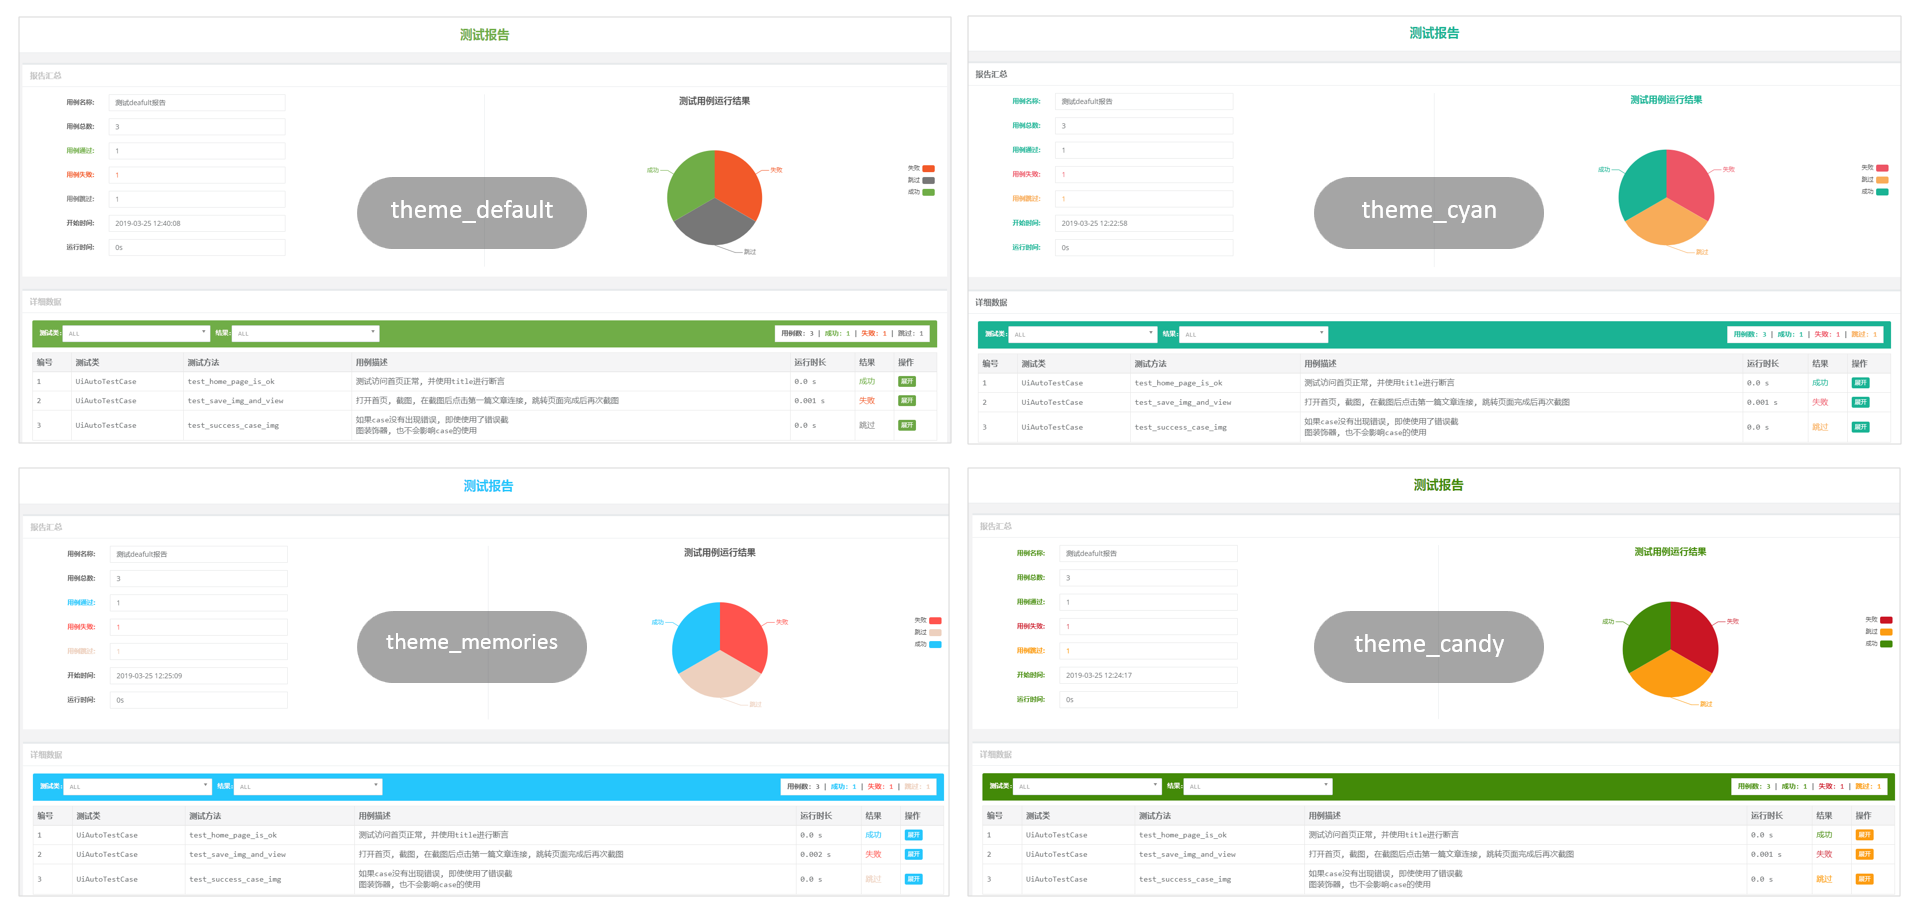 测试报告
报告汇总
用例名称: 测试deafult报告
用例总数: 3
用例通过: 1
用例失败: 1
用例跳过: 1
开始时间: 2019-03-25 12:40:08
运行时间: 0s
theme_default
测试用例运行结果
成功 失败
跳过
失败
跳过
成功
详细数据
测试类: ALL 结果: ALL 用例数: 3 | 成功: 1 | 失败: 1 | 跳过: 1
编号 测试类 测试方法 用例描述 运行时长 结果 操作
1 UiAutoTestCase test_home_page_is_ok 测试访问首页正常, 并使用title进行断言 0.0 s 成功 展开
2 UiAutoTestCase test_save_img_and_view 打开首页, 截图, 在截图后点击第一篇文章连接, 跳转页面完成后再次截图 0.001 s 失败 展开
3 UiAutoTestCase test_success_case_img 如果case没有出现错误, 即使使用了错误截
图装饰器, 也不会影响case的使用 0.0 s 跳过 展开
测试报告
报告汇总
用例名称: 测试deafult报告
用例总数: 3
用例通过: 1
用例失败: 1
用例跳过: 1
开始时间: 2019-03-25 12:22:58
运行时间: 0s
theme_cyan
测试用例运行结果
成功 失败
跳过
失败
跳过
成功
详细数据
测试类: ALL 结果: ALL 用例数: 3 | 成功: 1 | 失败: 1 | 跳过: 1
编号 测试类 测试方法 用例描述 运行时长 结果 操作
1 UiAutoTestCase test_home_page_is_ok 测试访问首页正常, 并使用title进行断言 0.0 s 成功 展开
2 UiAutoTestCase test_save_img_and_view 打开首页, 截图, 在截图后点击第一篇文章连接, 跳转页面完成后再次截图 0.001 s 失败 展开
3 UiAutoTestCase test_success_case_img 如果case没有出现错误, 即使使用了错误截
图装饰器, 也不会影响case的使用 0.0 s 跳过 展开
测试报告
报告汇总
用例名称: 测试deafult报告
用例总数: 3
用例通过: 1
用例失败: 1
用例跳过: 1
开始时间: 2019-03-25 12:25:09
运行时间: 0s
theme_memories
测试用例运行结果
成功 失败
跳过
失败
跳过
成功
详细数据
测试类: ALL 结果: ALL 用例数: 3 | 成功: 1 | 失败: 1 | 跳过: 1
编号 测试类 测试方法 用例描述 运行时长 结果 操作
1 UiAutoTestCase test_home_page_is_ok 测试访问首页正常, 并使用title进行断言 0.0 s 成功 展开
2 UiAutoTestCase test_save_img_and_view 打开首页, 截图, 在截图后点击第一篇文章连接, 跳转页面完成后再次截图 0.002 s 失败 展开
3 UiAutoTestCase test_success_case_img 如果case没有出现错误, 即使使用了错误截
图装饰器, 也不会影响case的使用 0.0 s 跳过 展开
测试报告
报告汇总
用例名称: 测试deafult报告
用例总数: 3
用例通过: 1
用例失败: 1
用例跳过: 1
开始时间: 2019-03-25 12:24:17
运行时间: 0s
theme_candy
测试用例运行结果
成功 失败
跳过
失败
跳过
成功
详细数据
测试类: ALL 结果: ALL 用例数: 3 | 成功: 1 | 失败: 1 | 跳过: 1
编号 测试类 测试方法 用例描述 运行时长 结果 操作
1 UiAutoTestCase test_home_page_is_ok 测试访问首页正常, 并使用title进行断言 0.0 s 成功 展开
2 UiAutoTestCase test_save_img_and_view 打开首页, 截图, 在截图后点击第一篇文章连接, 跳转页面完成后再次截图 0.001 s 失败 展开
3 UiAutoTestCase test_success_case_img 如果case没有出现错误, 即使使用了错误截
图装饰器, 也不会影响case的使用 0.0 s 跳过 展开